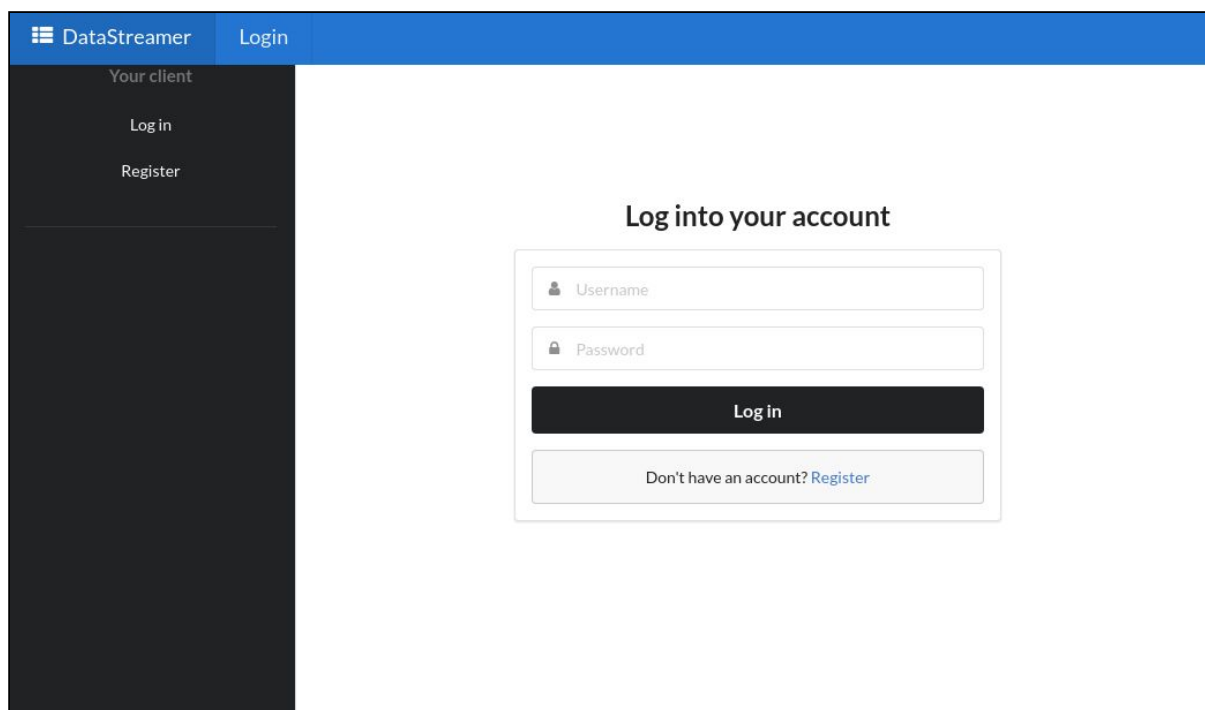 DataStreamer Login
Your client
Log in
Register
Log into your account
Username
Password
Log in
Don't have an account? Register